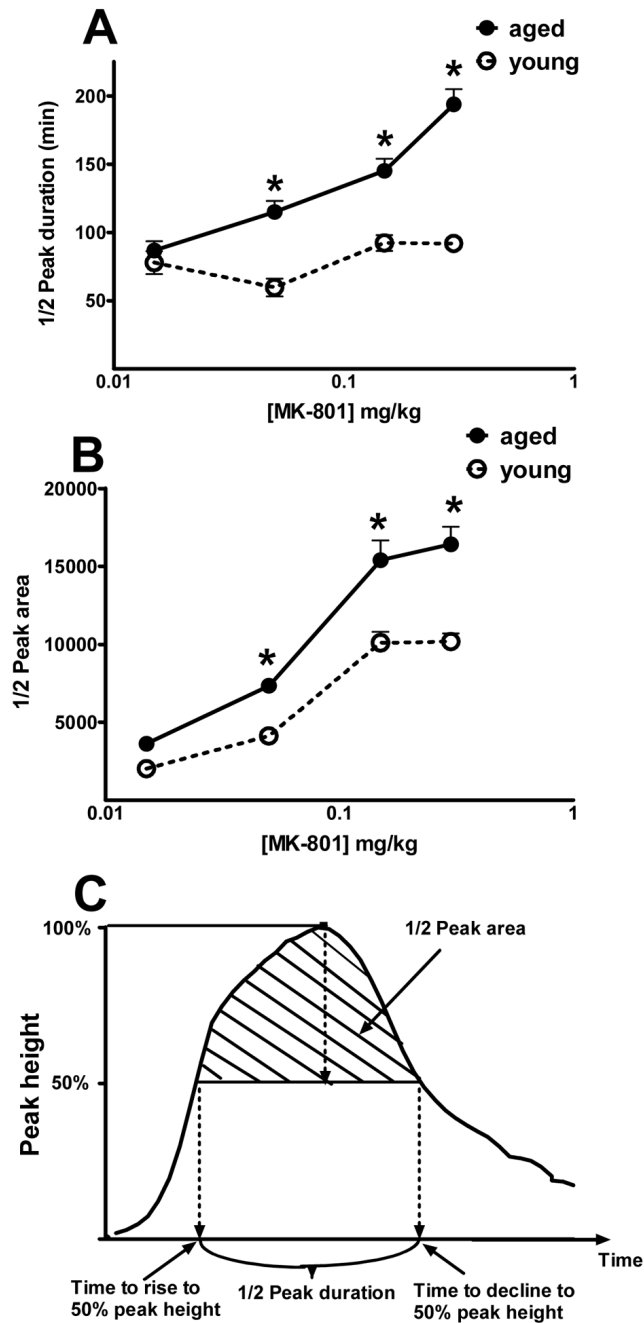 A
aged
young
1/2 Peak duration (min)
200
150
100
50
*
*
*
0.01
0.1
1
[MK-801] mg/kg
B
aged
young
1/2 Peak area
20000
15000
10000
5000
*
*
*
0.01
0.1
1
[MK-801] mg/kg
C
100%
50%
Peak height
1/2 Peak area
Time
Time to rise to
50% peak height
1/2 Peak duration
Time to decline to
50% peak height